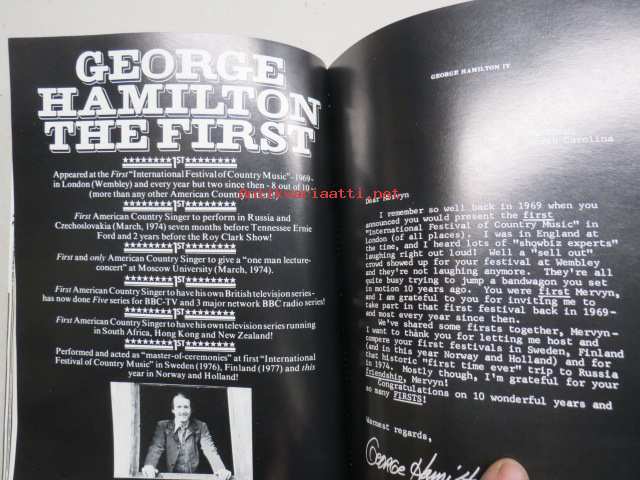 GEORGE
HAMILTON
THE FIRST
1ST
Appeared at the First "International Festival of Country Music" - 1969 -
in London (Wembley) and every year but two since then - 8 out of 10 -
(more than any other American Country Artist!)
1ST
First American Country Singer to perform in Russia and
Czechoslovakia (March, 1974) seven months before Tennessee Ernie
Ford and 2 years before the Roy Clark Show!
1ST
First and only American Country Singer to give a "one man lecture-
concert" at Moscow University (March, 1974).
1ST
First American Country Singer to have his own British television series-
has now done Five series for BBC-TV and 3 major network BBC radio series!
1ST
First American Country Singer to have his own television series running
in South Africa, Hong Kong and New Zealand!
1ST
Performed and acted as "master-of-ceremonies" at first "International
Festival of Country Music" in Sweden (1976), Finland (1977) and this
year in Norway and Holland!
GEORGE HAMILTON IV
Carolina
Dear Mervyn
I remember so well back in 1969 when you
announced you would present the first
"International Festival of Country Music" in
London (of all places). I was in England at
the time, and I heard lots of "showbiz experts"
laughing right out loud! Well a "sell out"
crowd showed up for your festival at Wembley
and they're not laughing anymore. They're all
quite busy trying to jump a bandwagon you set
in motion 10 years ago. You were first Mervyn,
and I am grateful to you for inviting me to
take part in that first festival back in 1969-
and most every year since then.
We've shared some firsts together, Mervyn-
I want to thank you for letting me host and
compere your first festivals in Sweden, Finland
(and in this year Norway and Holland) and for
that historic "first time ever" trip to Russia
in 1974. Mostly though, I'm grateful for your
friendship, Mervyn!
Congratulations on 10 wonderful years and
so many FIRSTS!
Warmest regards,
George